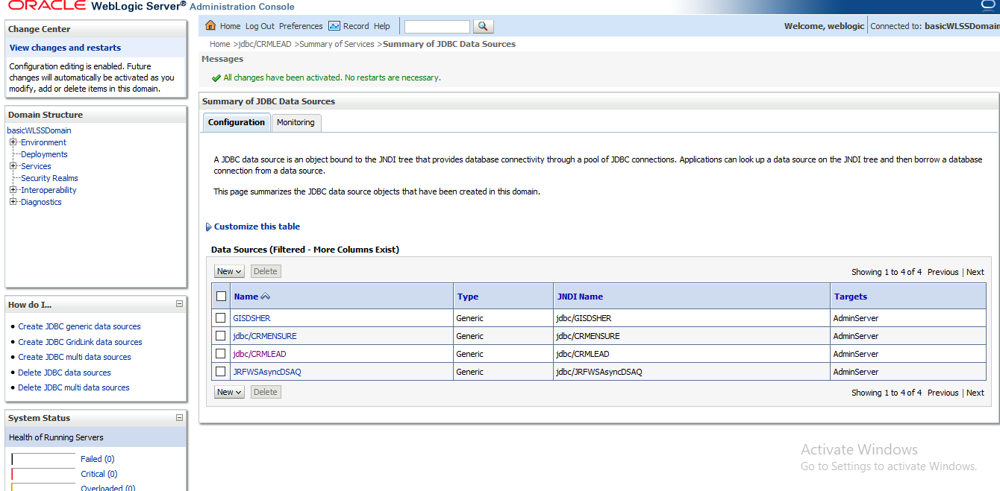 ORACLE WebLogic Server® Administration Console
Change Center
View changes and restarts
Configuration editing is enabled. Future
changes will automatically be activated as you
modify, add or delete items in this domain.
Domain Structure
basicWLSSDomain
Environment
Deployments
Services
Security Realms
Interoperability
Diagnostics
How do I...
Create JDBC generic data sources
Create JDBC GridLink data sources
Create JDBC multi data sources
Delete JDBC data sources
Delete JDBC multi data sources
System Status
Health of Running Servers
Failed (0)
Critical (0)
Overloaded (0)
Home Log Out Preferences Record Help
Welcome, weblogic Connected to: basicWLSSDomain
Home >jdbc/CRMLEAD >Summary of Services >Summary of JDBC Data Sources
Messages
All changes have been activated. No restarts are necessary.
Summary of JDBC Data Sources
Configuration Monitoring
A JDBC data source is an object bound to the JNDI tree that provides database connectivity through a pool of JDBC connections. Applications can look up a data source on the JNDI tree and then borrow a database
connection from a data source.
This page summarizes the JDBC data source objects that have been created in this domain.
Customize this table
Data Sources (Filtered - More Columns Exist)
New Delete Showing 1 to 4 of 4 Previous | Next
Name Type JNDI Name Targets
GISDSHER Generic jdbc/GISDSHER AdminServer
jdbc/CRMENSURE Generic jdbc/CRMENSURE AdminServer
jdbc/CRMLEAD Generic jdbc/CRMLEAD AdminServer
JRFWSAsyncDSAQ Generic jdbc/JRFWSAsyncDSAQ AdminServer
New Delete Showing 1 to 4 of 4 Previous | Next
Activate Windows
Go to Settings to activate Windows.